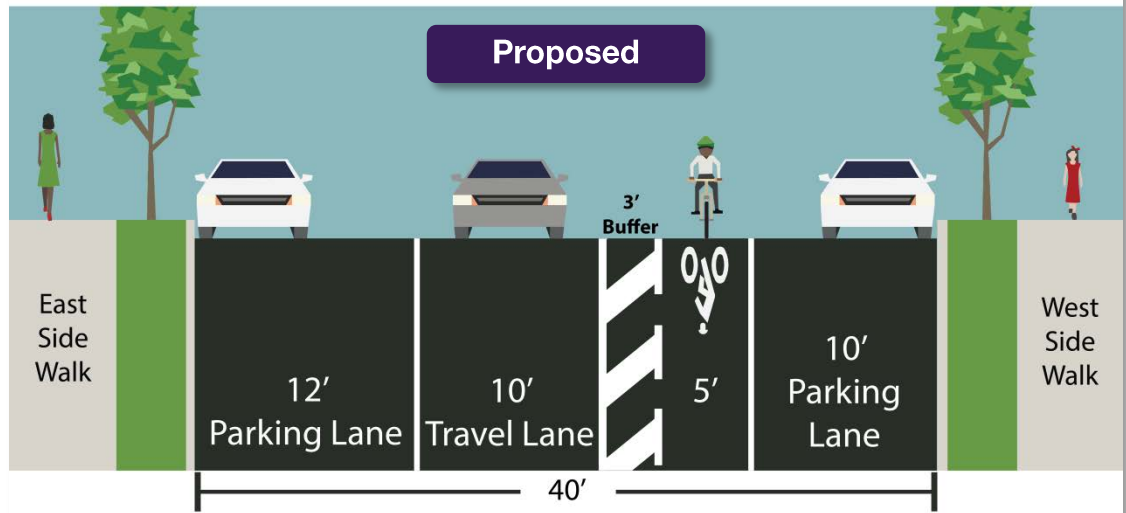 Proposed
3’
Buffer
East
Side
Walk
12’
Parking Lane
10’
Travel Lane
5’
10’
Parking
Lane
West
Side
Walk
40’